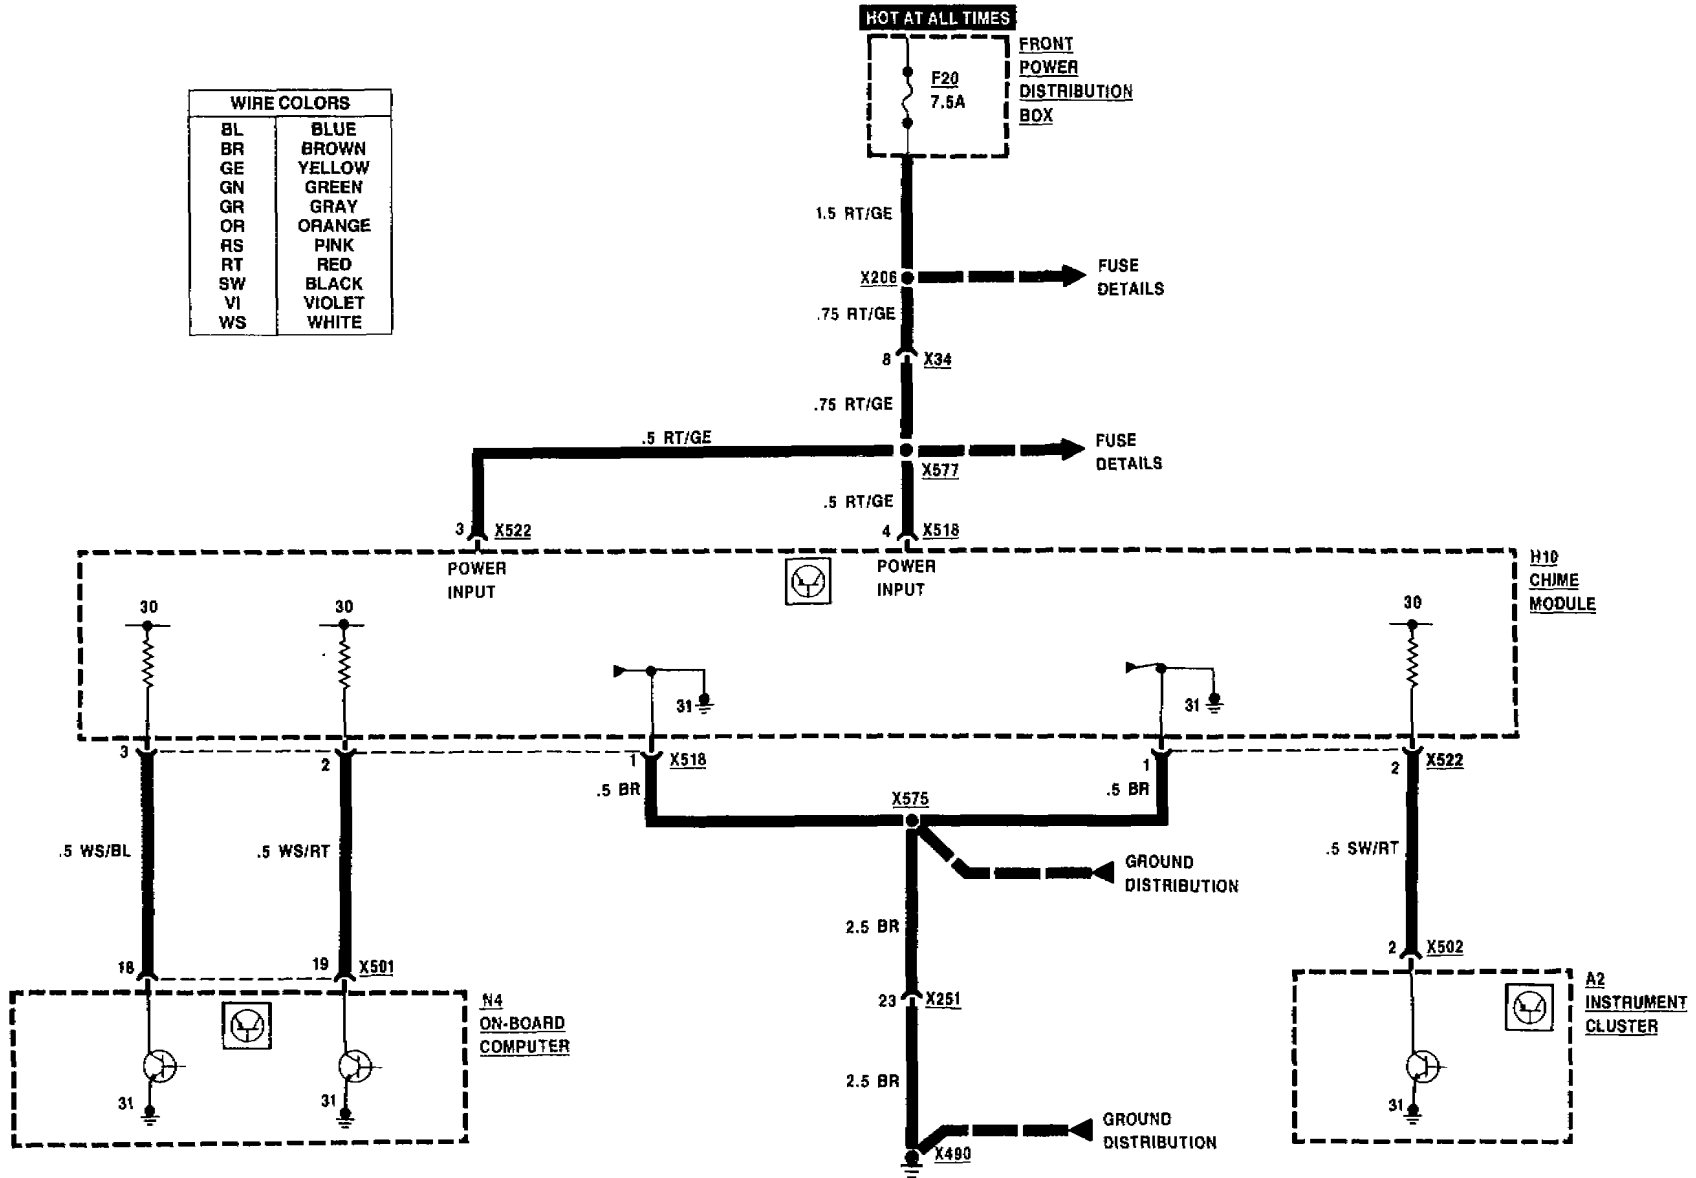 HOT AT ALL TIMES
FRONT
POWER
DISTRIBUTION
BOX
F20
7.5A
WIRE COLORS
BL BLUE
BR BROWN
GE YELLOW
GN GREEN
GR GRAY
OR ORANGE
RS PINK
RT RED
SW BLACK
VI VIOLET
WS WHITE
1.5 RT/GE
X206
FUSE
DETAILS
.75 RT/GE
8 X34
.75 RT/GE
.5 RT/GE
X577
FUSE
DETAILS
.5 RT/GE
3 X522
4 X518
POWER
INPUT
POWER
INPUT
H10
CHIME
MODULE
30
30
30
31
31
3
2
1 X518
1
2 X522
.5 BR
X575
.5 BR
.5 WS/BL
.5 WS/RT
.5 SW/RT
GROUND
DISTRIBUTION
2.5 BR
18
19 X501
2 X502
23 X251
N4
ON-BOARD
COMPUTER
A2
INSTRUMENT
CLUSTER
2.5 BR
31
31
31
GROUND
DISTRIBUTION
X490